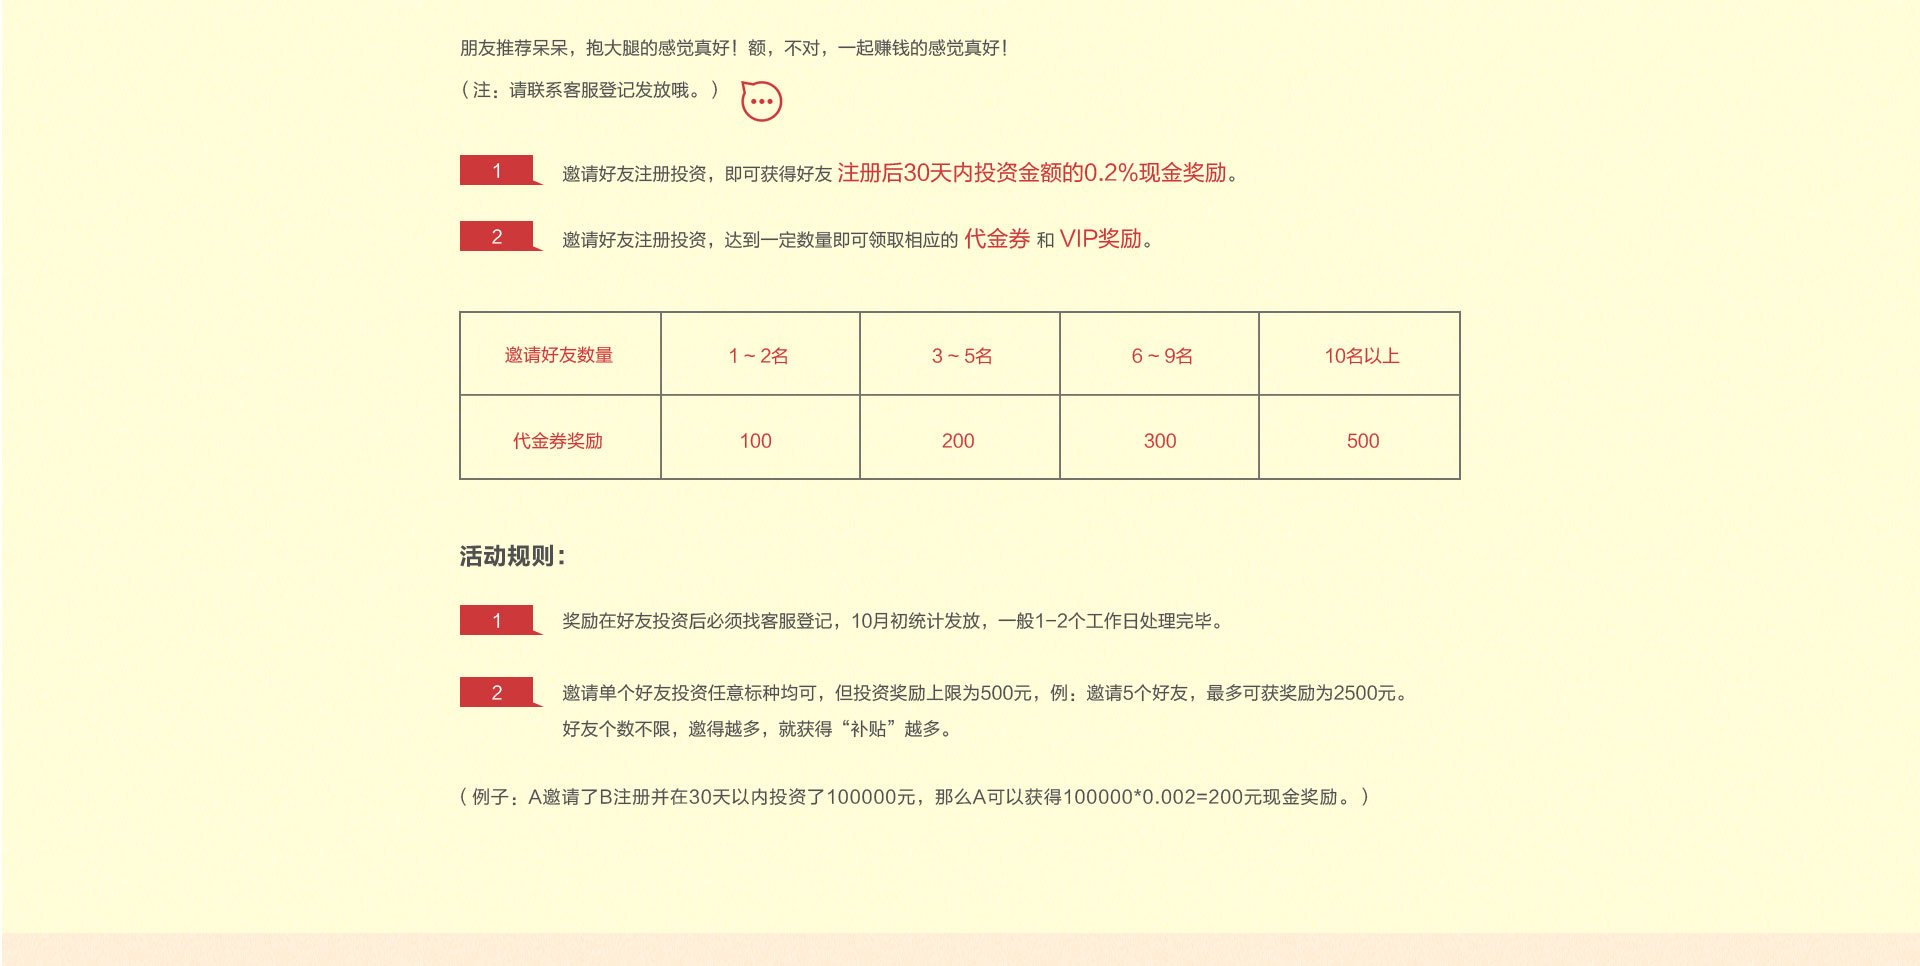 朋友推荐呆呆，抱大腿的感觉真好！额，不对，一起赚钱的感觉真好！
（注：请联系客服登记发放哦。）
1 邀请好友注册投资，即可获得好友 注册后30天内投资金额的0.2%现金奖励。
2 邀请好友注册投资，达到一定数量即可领取相应的 代金券 和 VIP奖励。
邀请好友数量 1 ~ 2名 3 ~ 5名 6 ~ 9名 10名以上
代金券奖励 100 200 300 500
活动规则：
1 奖励在好友投资后必须找客服登记，10月初统计发放，一般1-2个工作日处理完毕。
2 邀请单个好友投资任意标种均可，但投资奖励上限为500元，例：邀请5个好友，最多可获奖励为2500元。
好友个数不限，邀得越多，就获得“补贴”越多。
（例子：A邀请了B注册并在30天以内投资了100000元，那么A可以获得100000*0.002=200元现金奖励。）